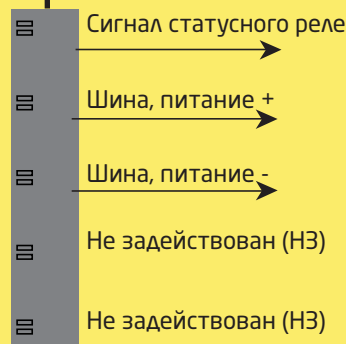 Сигнал статусного реле
Шина, питание +
Шина, питание -
Не задействован (НЗ)
Не задействован (НЗ)